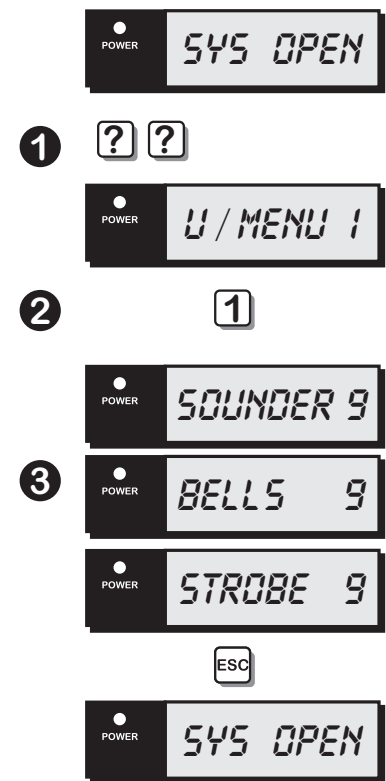 POWER SYS OPEN
1 ? ?
POWER U/MENU 1
2 1
POWER SOUNDER 9
3 POWER BELLS 9
POWER STROBE 9
ESC
POWER SYS OPEN